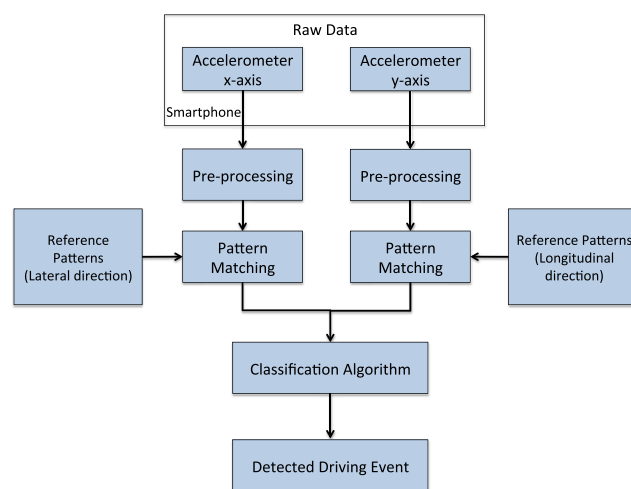 Raw Data
Accelerometer
x-axis
Accelerometer
y-axis
Smartphone
Pre-processing
Pre-processing
Reference
Patterns
(Lateral direction)
Pattern
Matching
Pattern
Matching
Reference Patterns
(Longitudinal
direction)
Classification Algorithm
Detected Driving Event